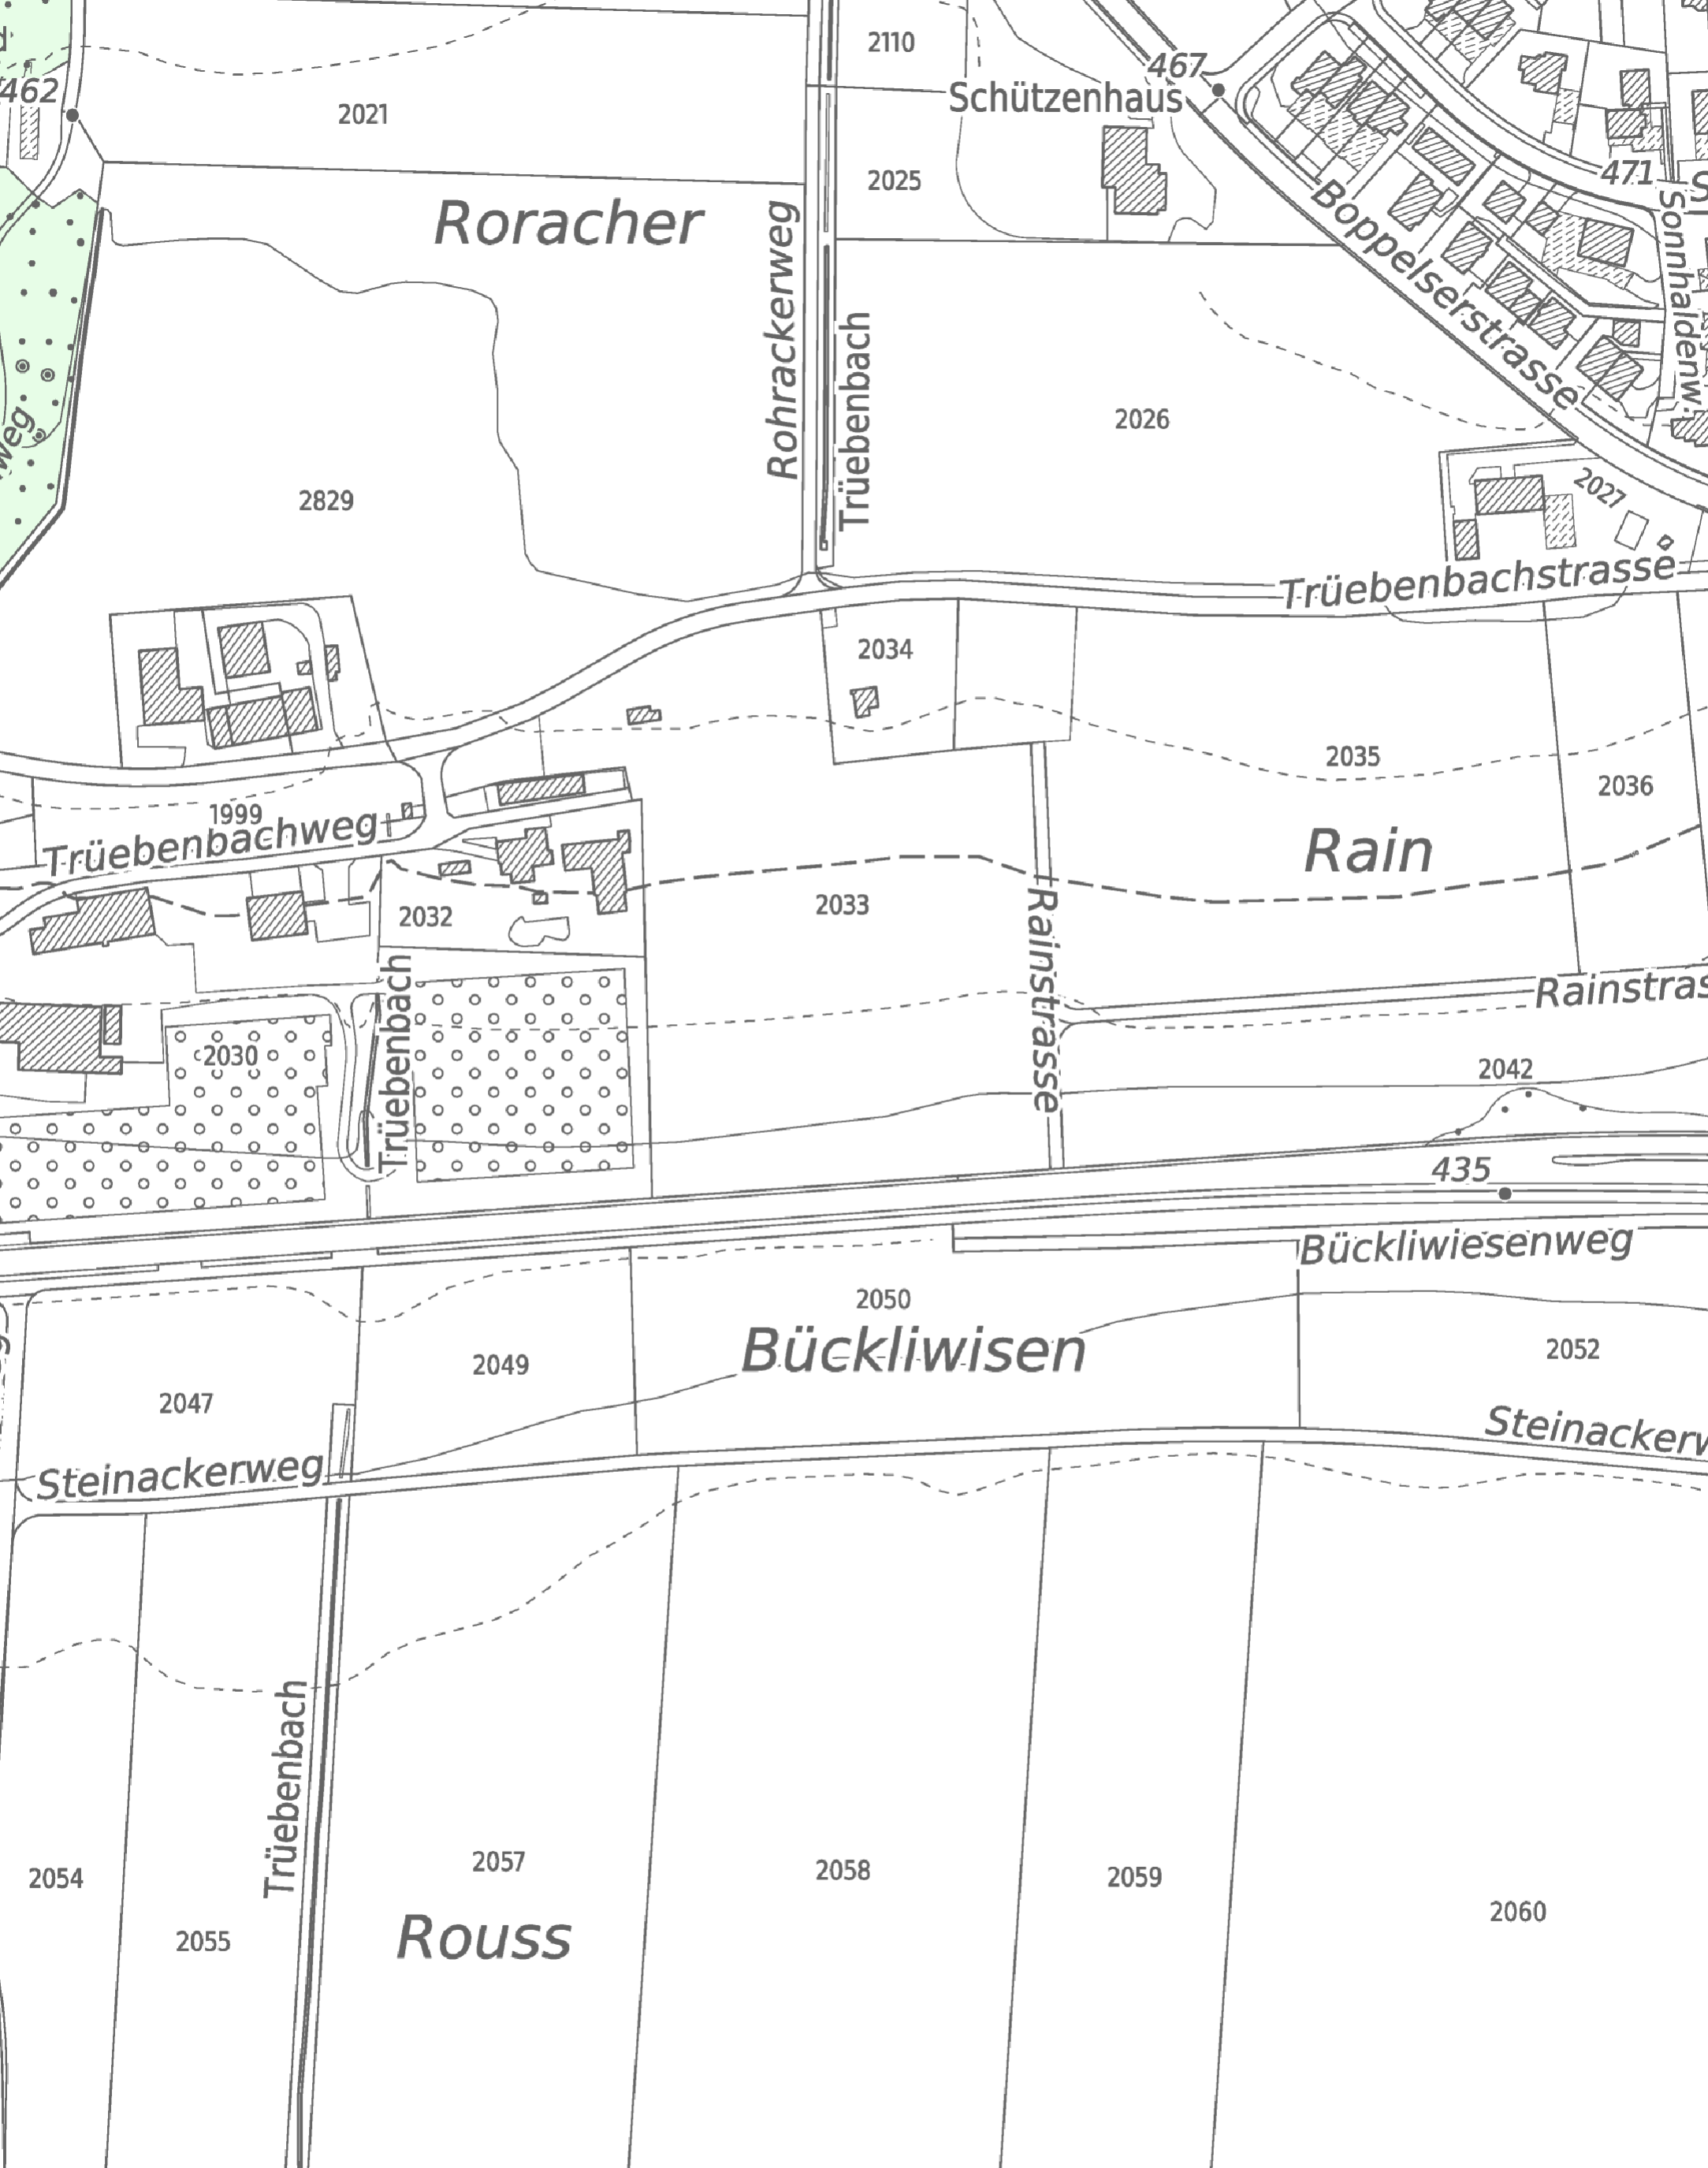 2110
467
462
Schützenhaus
2021
471
2025
Roracher
Boppelserstrasse
Sonnhaldenw.
Rohrackerweg
Trüebenbach
2026
weg
2829
2027
Trüebenbachstrasse
2034
2035
2036
1999
Trüebenbachweg
Rain
2033
2032
Rainstrasse
Rainstras
Trüebenbach
2030
2042
435
Bückliwiesenweg
2050
Bückliwisen
2049
2052
2047
Steinackerweg
Steinackerw
Trüebenbach
2057
2058
2059
2054
2060
2055
Rouss